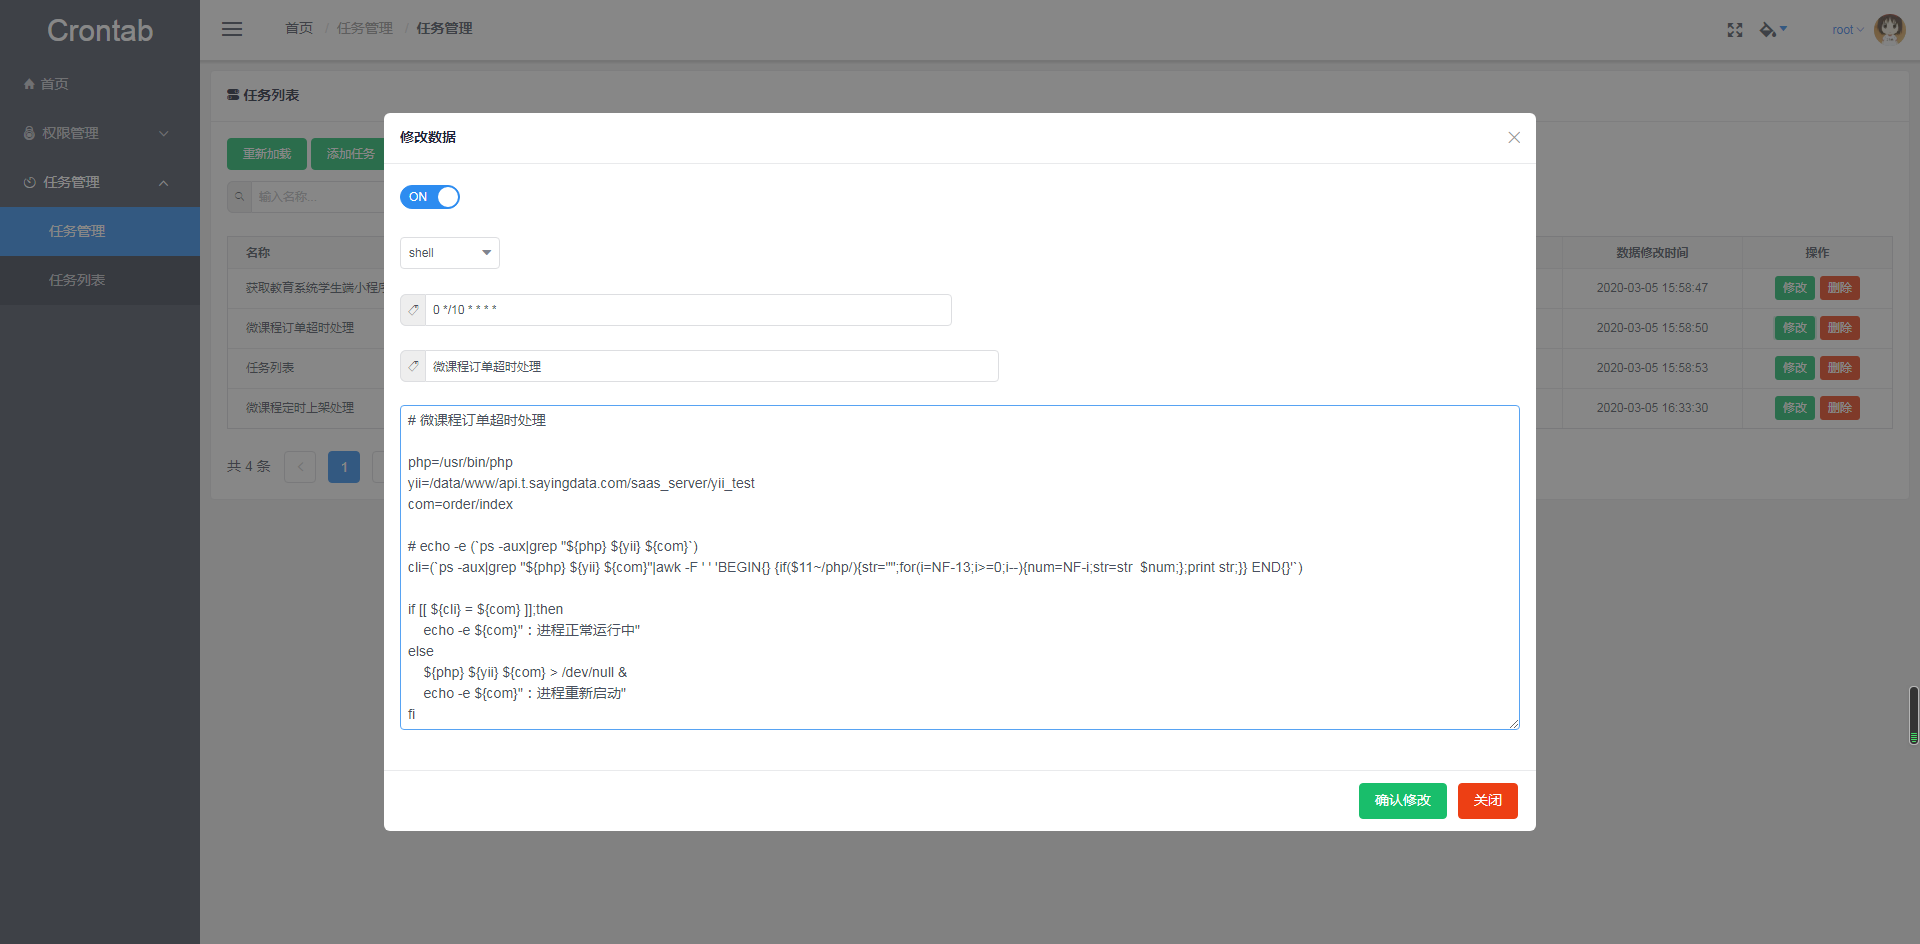 Crontab
首页
权限管理
任务管理
任务管理
任务列表
首页 / 任务管理 / 任务管理
root
任务列表
重新加载 添加任务
输入名称...
名称 数据修改时间 操作
获取教育系统学生端小程序 2020-03-05 15:58:47 修改 删除
微课程订单超时处理 2020-03-05 15:58:50 修改 删除
任务列表 2020-03-05 15:58:53 修改 删除
微课程定时上架处理 2020-03-05 16:33:30 修改 删除
共 4 条 1
修改数据
ON
shell
0 */10 * * * *
微课程订单超时处理
# 微课程订单超时处理
php=/usr/bin/php
yii=/data/www/api.t.sayingdata.com/saas_server/yii_test
com=order/index
# echo -e (`ps -aux|grep "${php} ${yii} ${com}`)
cli=(`ps -aux|grep "${php} ${yii} ${com}"|awk -F ' ' 'BEGIN{} {if($11~/php/){str="";for(i=NF-13;i>=0;i--){num=NF-i;str=str  $num;};print str;}} END{}'`)
if [[ ${cli} = ${com} ]];then
    echo -e ${com}"：进程正常运行中"
else
    ${php} ${yii} ${com} > /dev/null &
    echo -e ${com}"：进程重新启动"
fi
确认修改 关闭